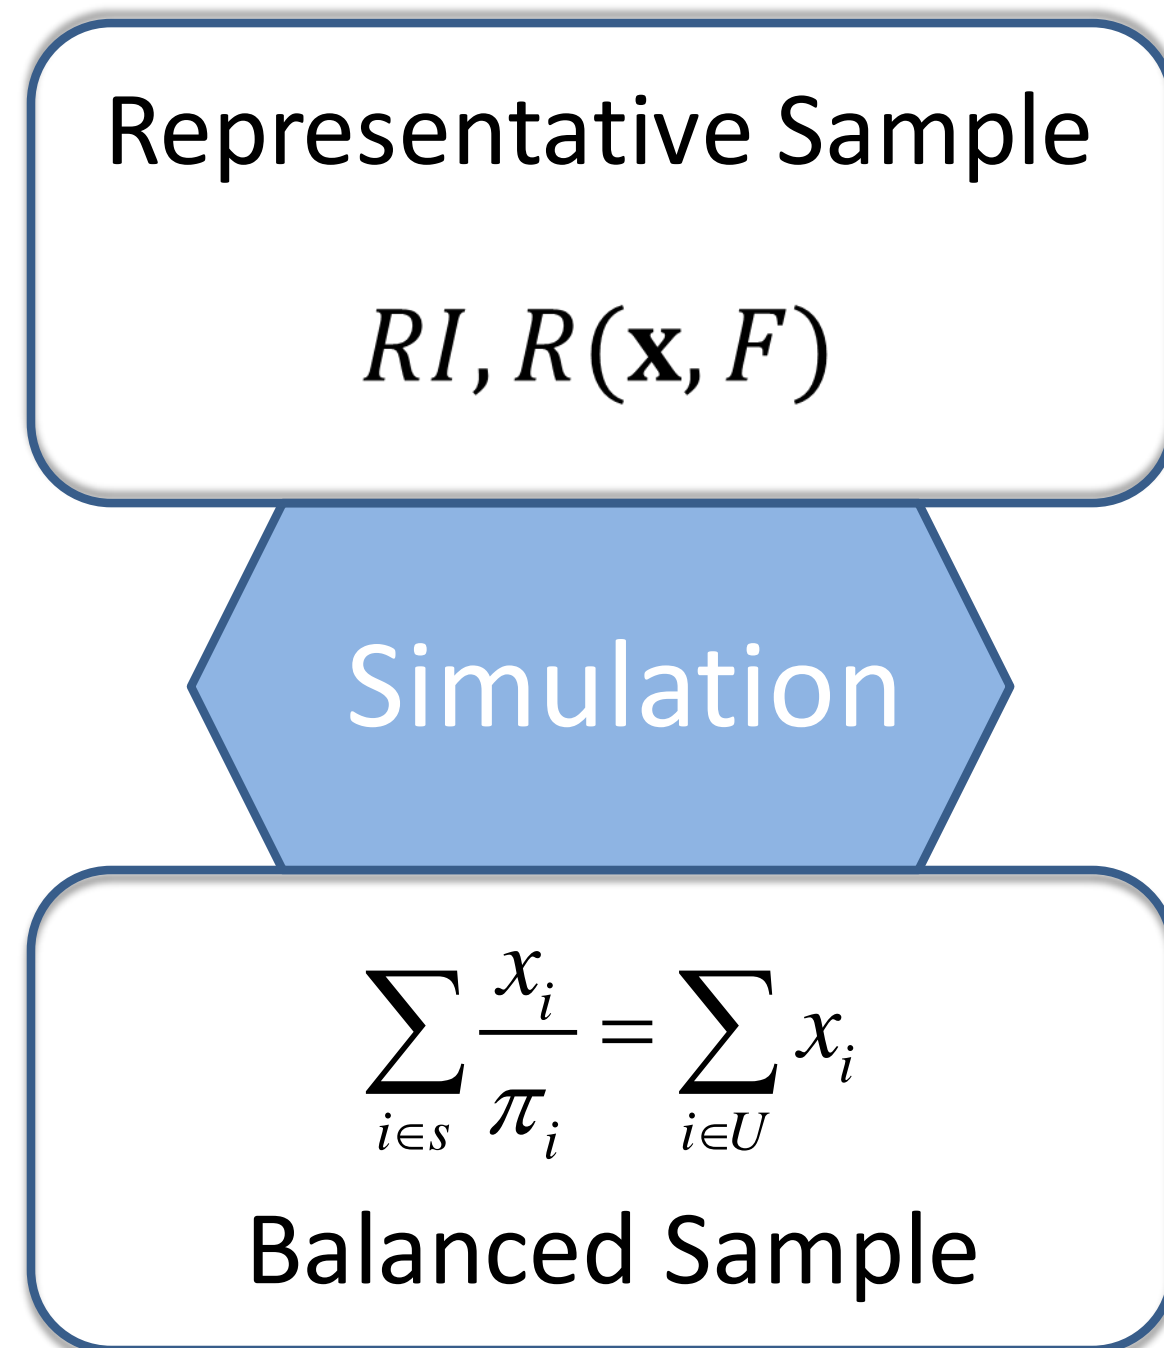 Representative Sample
RI, R(x, F)
Simulation
∑_{i∈s} x_i/π_i = ∑_{i∈U} x_i
Balanced Sample